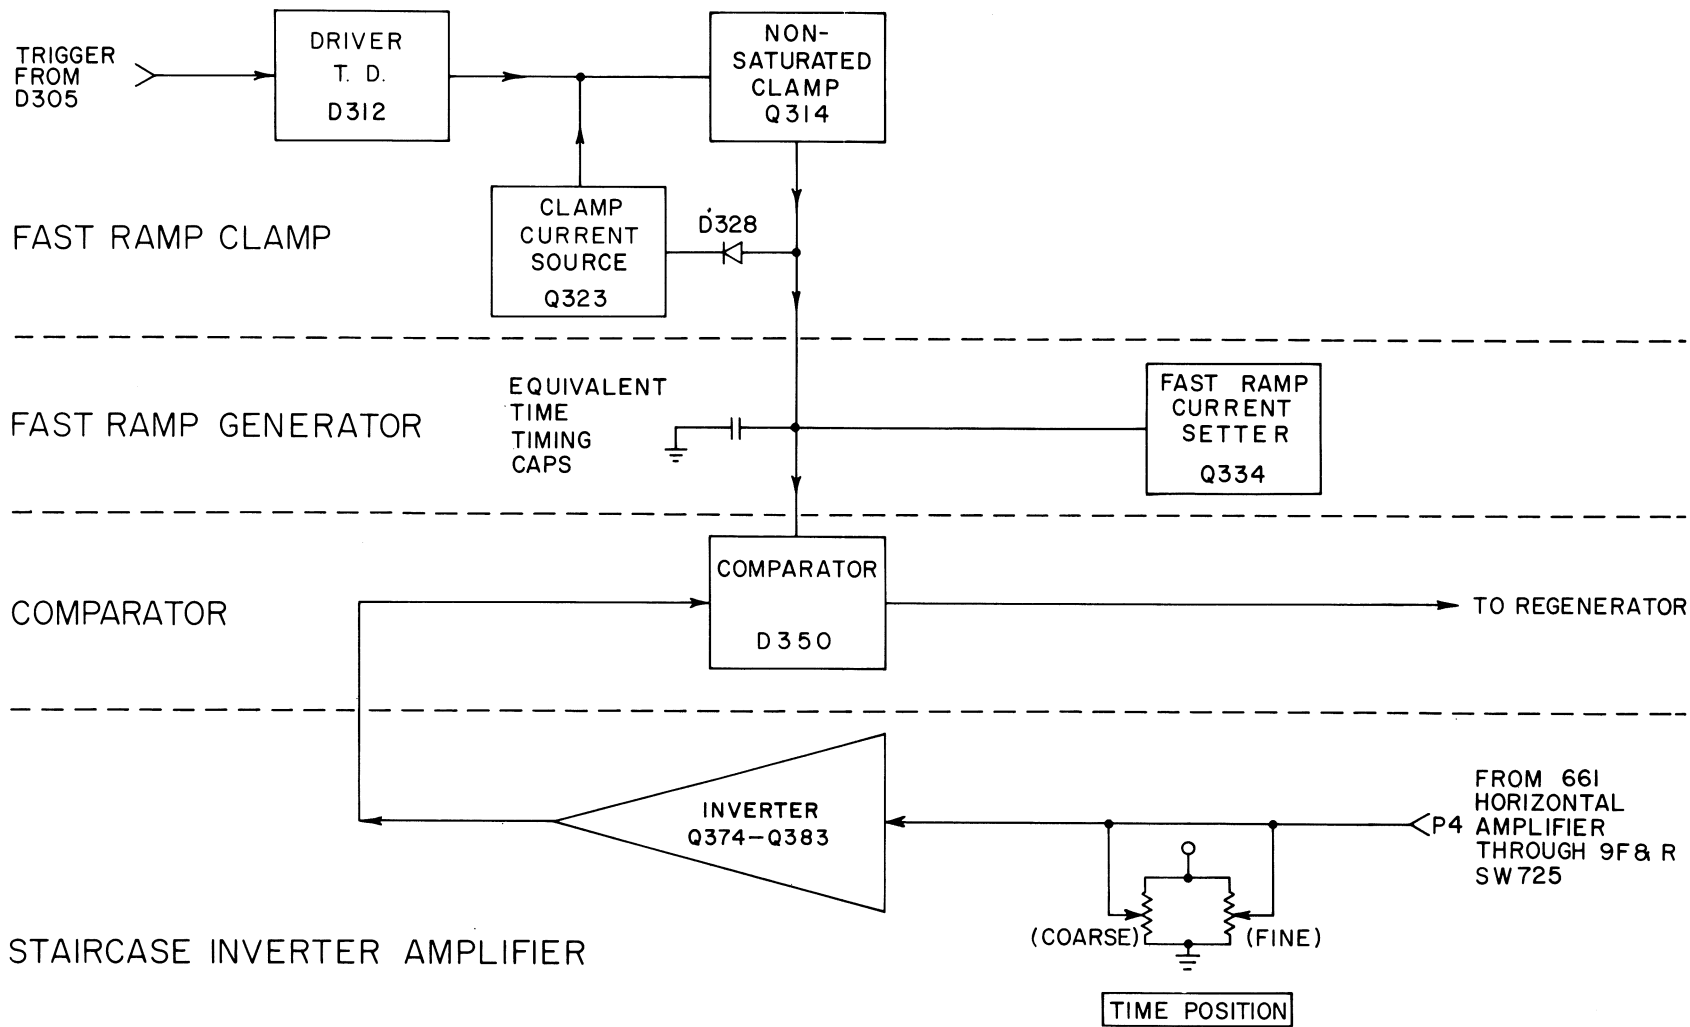 TRIGGER
FROM
D305
DRIVER
T. D.
D312
NON-
SATURATED
CLAMP
Q314
FAST RAMP CLAMP
CLAMP
CURRENT
SOURCE
Q323
D328
FAST RAMP GENERATOR
EQUIVALENT
TIME
TIMING
CAPS
FAST RAMP
CURRENT
SETTER
Q334
COMPARATOR
COMPARATOR
D350
TO REGENERATOR
INVERTER
Q374-Q383
P4
FROM 661
HORIZONTAL
AMPLIFIER
THROUGH 9F & R
SW725
(COARSE)
(FINE)
STAIRCASE INVERTER AMPLIFIER
TIME POSITION